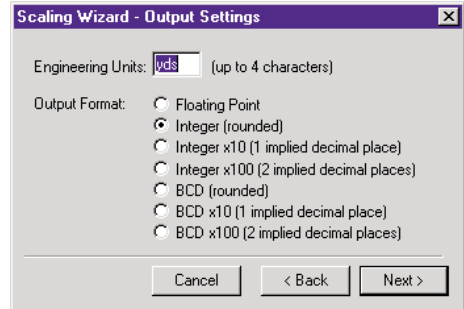 Scaling Wizard - Output Settings
Engineering Units: yds (up to 4 characters)
Output Format: Floating Point
Integer (rounded)
Integer x10 (1 implied decimal place)
Integer x100 (2 implied decimal places)
BCD (rounded)
BCD x10 (1 implied decimal place)
BCD x100 (2 implied decimal places)
Cancel < Back Next >